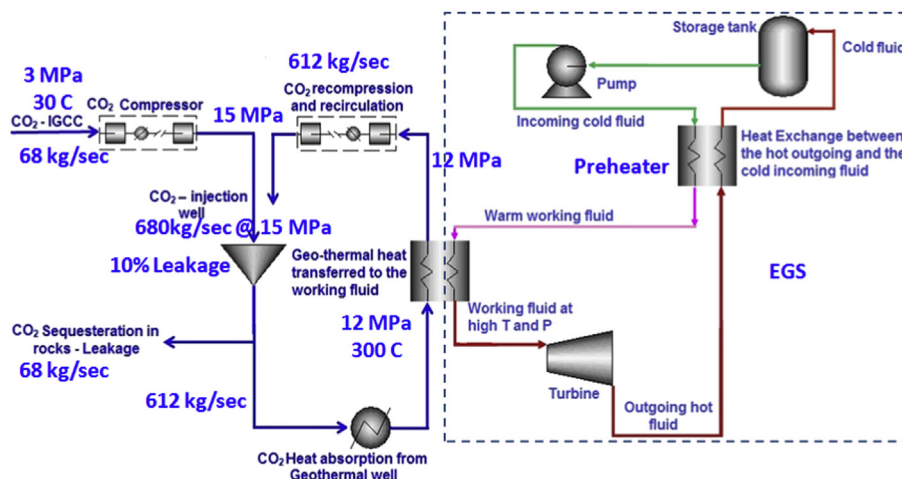 3 MPa
30 C
CO₂ - IGCC
68 kg/sec
CO₂ Compressor
15 MPa
612 kg/sec
CO₂ recompression
and recirculation
12 MPa
CO₂ – injection
well
680kg/sec @ 15 MPa
10% Leakage
Geo-thermal heat
transferred to the
working fluid
CO₂ Sequesteration in
rocks - Leakage
68 kg/sec
612 kg/sec
12 MPa
300 C
CO₂ Heat absorption from
Geothermal well
Storage tank
Cold fluid
Pump
Incoming cold fluid
Preheater
Heat Exchange between
the hot outgoing and the
cold incoming fluid
Warm working fluid
EGS
Working fluid at
high T and P
Turbine
Outgoing hot
fluid